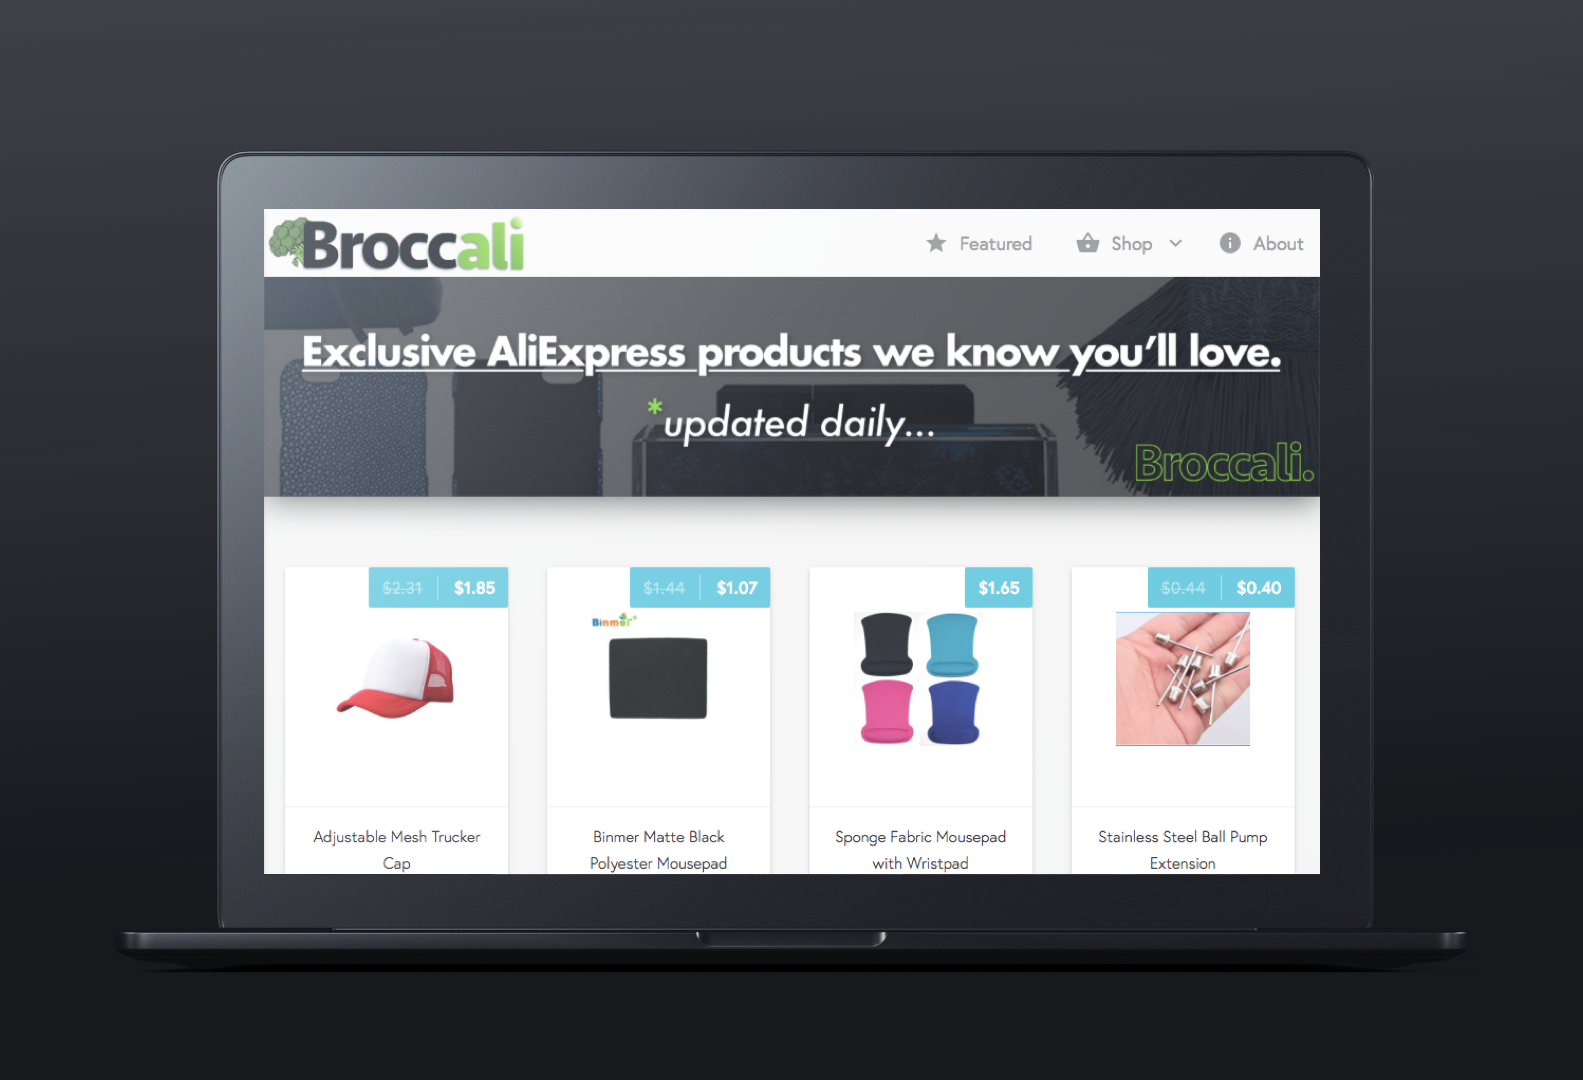 Broccali
Featured
Shop
About
Exclusive AliExpress products we know you'll love.
*updated daily...
Broccali.
$2.31 $1.85
$1.44 $1.07
$1.65
$0.44 $0.40
Binmer
Adjustable Mesh Trucker
Cap
Binmer Matte Black
Polyester Mousepad
Sponge Fabric Mousepad
with Wristpad
Stainless Steel Ball Pump
Extension